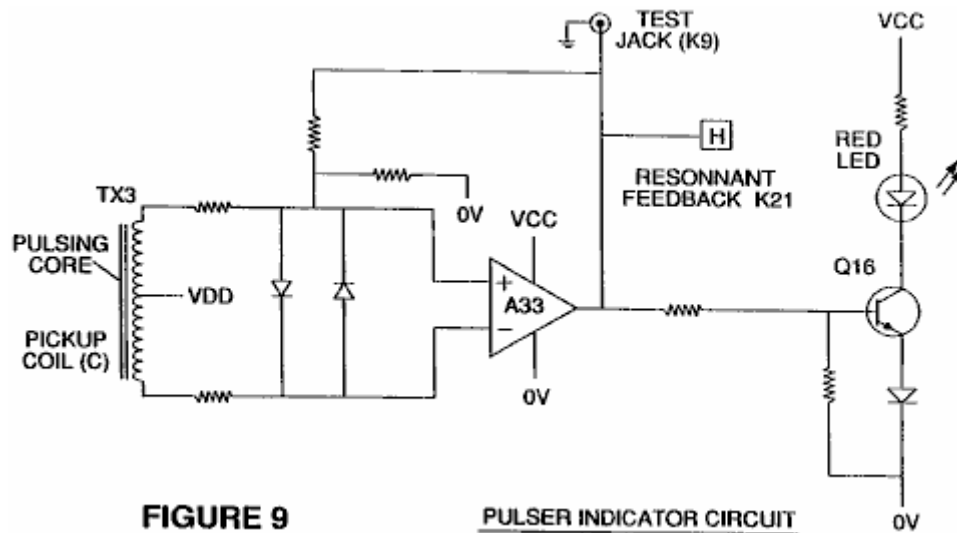 TEST
JACK (K9)
VCC
H
RED
LED
RESONNANT
FEEDBACK K21
TX3
0V
VCC
PULSING
CORE
VDD
+
A33
−
Q16
PICKUP
COIL (C)
0V
FIGURE 9
PULSER INDICATOR CIRCUIT
0V